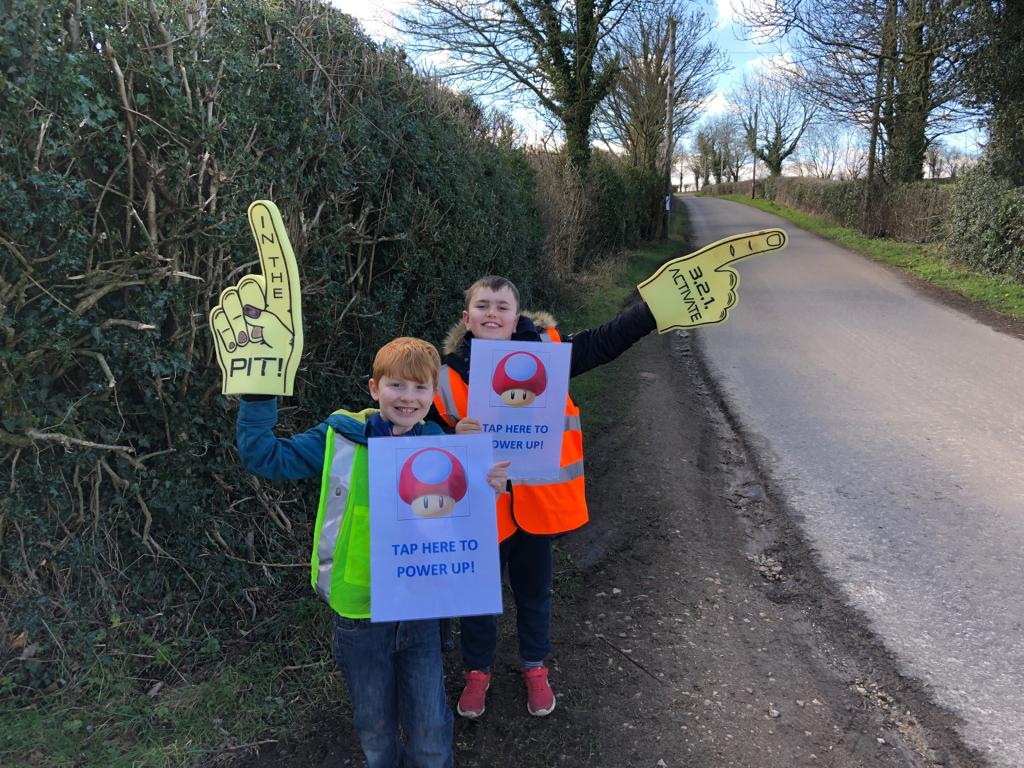 IN THE
PIT!
3,2,1,
ACTIVATE
TAP HERE TO
POWER UP!
TAP HERE TO
POWER UP!